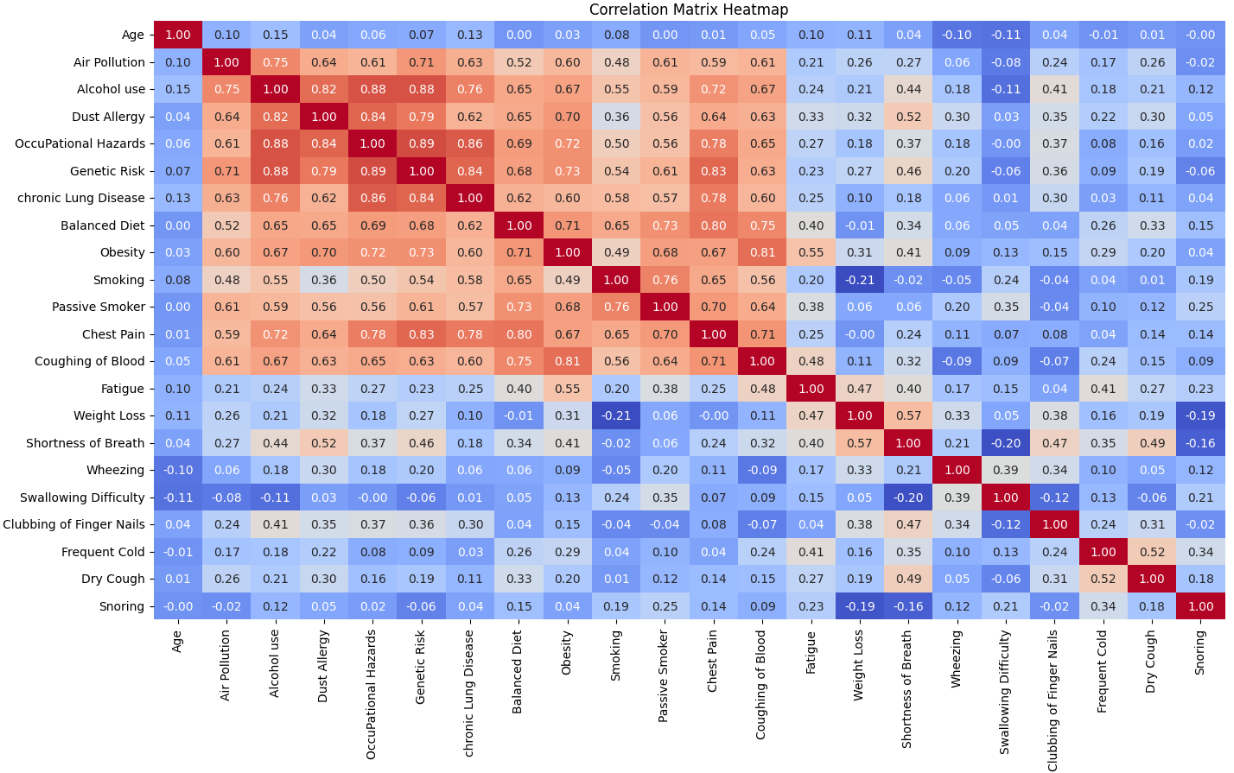 Correlation Matrix Heatmap
Age 1.00 0.10 0.15 0.04 0.06 0.07 0.13 0.00 0.03 0.08 0.00 0.01 0.05 0.10 0.11 0.04 -0.10 -0.11 0.04 -0.01 0.01 -0.00
Air Pollution 0.10 1.00 0.75 0.64 0.61 0.71 0.63 0.52 0.60 0.48 0.61 0.59 0.61 0.21 0.26 0.27 0.06 -0.08 0.24 0.17 0.26 -0.02
Alcohol use 0.15 0.75 1.00 0.82 0.88 0.88 0.76 0.65 0.67 0.55 0.59 0.72 0.67 0.24 0.21 0.44 0.18 -0.11 0.41 0.18 0.21 0.12
Dust Allergy 0.04 0.64 0.82 1.00 0.84 0.79 0.62 0.65 0.70 0.36 0.56 0.64 0.63 0.33 0.32 0.52 0.30 0.03 0.35 0.22 0.30 0.05
OccuPational Hazards 0.06 0.61 0.88 0.84 1.00 0.89 0.86 0.69 0.72 0.50 0.56 0.78 0.65 0.27 0.18 0.37 0.18 -0.00 0.37 0.08 0.16 0.02
Genetic Risk 0.07 0.71 0.88 0.79 0.89 1.00 0.84 0.68 0.73 0.54 0.61 0.83 0.63 0.23 0.27 0.46 0.20 -0.06 0.36 0.09 0.19 -0.06
chronic Lung Disease 0.13 0.63 0.76 0.62 0.86 0.84 1.00 0.62 0.60 0.58 0.57 0.78 0.60 0.25 0.10 0.18 0.06 0.01 0.30 0.03 0.11 0.04
Balanced Diet 0.00 0.52 0.65 0.65 0.69 0.68 0.62 1.00 0.71 0.65 0.73 0.80 0.75 0.40 -0.01 0.34 0.06 0.05 0.04 0.26 0.33 0.15
Obesity 0.03 0.60 0.67 0.70 0.72 0.73 0.60 0.71 1.00 0.49 0.68 0.67 0.81 0.55 0.31 0.41 0.09 0.13 0.15 0.29 0.20 0.04
Smoking 0.08 0.48 0.55 0.36 0.50 0.54 0.58 0.65 0.49 1.00 0.76 0.65 0.56 0.20 -0.21 -0.02 -0.05 0.24 -0.04 0.04 0.01 0.19
Passive Smoker 0.00 0.61 0.59 0.56 0.56 0.61 0.57 0.73 0.68 0.76 1.00 0.70 0.64 0.38 0.06 0.06 0.20 0.35 -0.04 0.10 0.12 0.25
Chest Pain 0.01 0.59 0.72 0.64 0.78 0.83 0.78 0.80 0.67 0.65 0.70 1.00 0.71 0.25 -0.00 0.24 0.11 0.07 0.08 0.04 0.14 0.14
Coughing of Blood 0.05 0.61 0.67 0.63 0.65 0.63 0.60 0.75 0.81 0.56 0.64 0.71 1.00 0.48 0.11 0.32 -0.09 0.09 -0.07 0.24 0.15 0.09
Fatigue 0.10 0.21 0.24 0.33 0.27 0.23 0.25 0.40 0.55 0.20 0.38 0.25 0.48 1.00 0.47 0.40 0.17 0.15 0.04 0.41 0.27 0.23
Weight Loss 0.11 0.26 0.21 0.32 0.18 0.27 0.10 -0.01 0.31 -0.21 0.06 -0.00 0.11 0.47 1.00 0.57 0.33 0.05 0.38 0.16 0.19 -0.19
Shortness of Breath 0.04 0.27 0.44 0.52 0.37 0.46 0.18 0.34 0.41 -0.02 0.06 0.24 0.32 0.40 0.57 1.00 0.21 -0.20 0.47 0.35 0.49 -0.16
Wheezing -0.10 0.06 0.18 0.30 0.18 0.20 0.06 0.06 0.09 -0.05 0.20 0.11 -0.09 0.17 0.33 0.21 1.00 0.39 0.34 0.10 0.05 0.12
Swallowing Difficulty -0.11 -0.08 -0.11 0.03 -0.00 -0.06 0.01 0.05 0.13 0.24 0.35 0.07 0.09 0.15 0.05 -0.20 0.39 1.00 -0.12 0.13 -0.06 0.21
Clubbing of Finger Nails 0.04 0.24 0.41 0.35 0.37 0.36 0.30 0.04 0.15 -0.04 -0.04 0.08 -0.07 0.04 0.38 0.47 0.34 -0.12 1.00 0.24 0.31 -0.02
Frequent Cold -0.01 0.17 0.18 0.22 0.08 0.09 0.03 0.26 0.29 0.04 0.10 0.04 0.24 0.41 0.16 0.35 0.10 0.13 0.24 1.00 0.52 0.34
Dry Cough 0.01 0.26 0.21 0.30 0.16 0.19 0.11 0.33 0.20 0.01 0.12 0.14 0.15 0.27 0.19 0.49 0.05 -0.06 0.31 0.52 1.00 0.18
Snoring -0.00 -0.02 0.12 0.05 0.02 -0.06 0.04 0.15 0.04 0.19 0.25 0.14 0.09 0.23 -0.19 -0.16 0.12 0.21 -0.02 0.34 0.18 1.00
Age
Air Pollution
Alcohol use
Dust Allergy
OccuPational Hazards
Genetic Risk
chronic Lung Disease
Balanced Diet
Obesity
Smoking
Passive Smoker
Chest Pain
Coughing of Blood
Fatigue
Weight Loss
Shortness of Breath
Wheezing
Swallowing Difficulty
Clubbing of Finger Nails
Frequent Cold
Dry Cough
Snoring